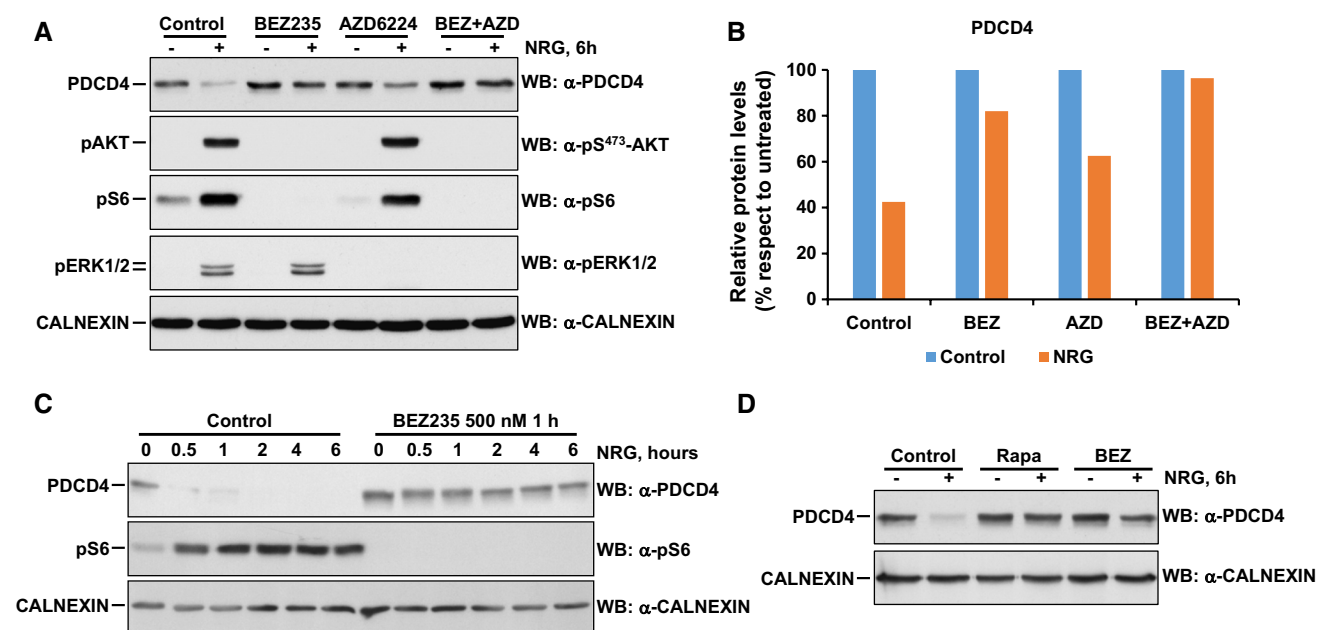 A
Control BEZ235 AZD6224 BEZ+AZD
- + - + - + - + NRG, 6h
PDCD4 WB: α-PDCD4
pAKT WB: α-pS473-AKT
pS6 WB: α-pS6
pERK1/2 WB: α-pERK1/2
CALNEXIN WB: α-CALNEXIN
B
PDCD4
Relative protein levels
(% respect to untreated)
100
80
60
40
20
0
Control BEZ AZD BEZ+AZD
Control NRG
C
Control BEZ235 500 nM 1 h
0 0.5 1 2 4 6 0 0.5 1 2 4 6 NRG, hours
PDCD4 WB: α-PDCD4
pS6 WB: α-pS6
CALNEXIN WB: α-CALNEXIN
D
Control Rapa BEZ
- + - + - + NRG, 6h
PDCD4 WB: α-PDCD4
CALNEXIN WB: α-CALNEXIN